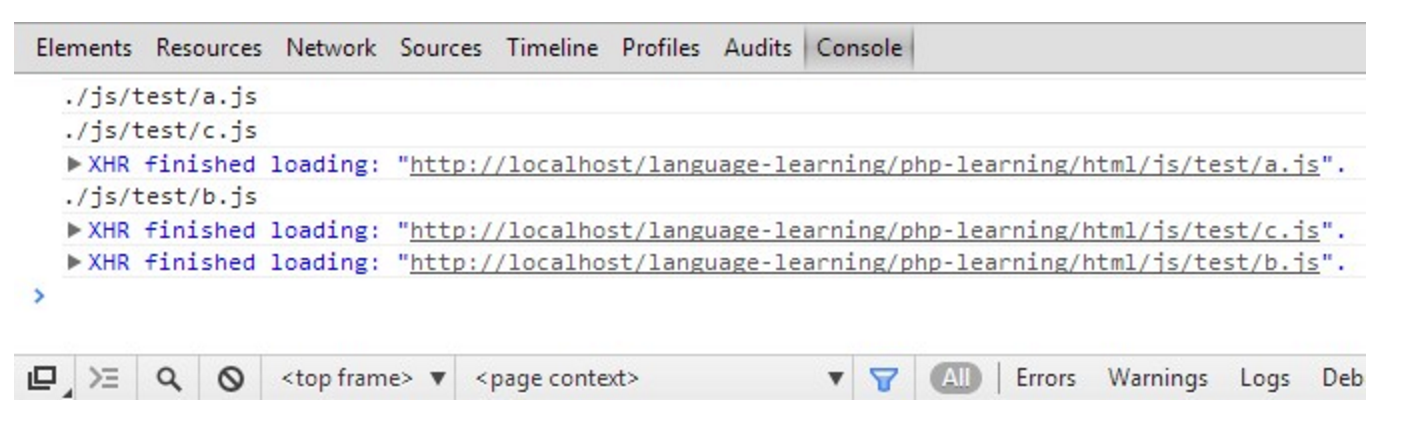 Elements Resources Network Sources Timeline Profiles Audits Console
./js/test/a.js
./js/test/c.js
XHR finished loading: "http://localhost/language-learning/php-learning/html/js/test/a.js".
./js/test/b.js
XHR finished loading: "http://localhost/language-learning/php-learning/html/js/test/c.js".
XHR finished loading: "http://localhost/language-learning/php-learning/html/js/test/b.js".
<top frame> ▼ <page context> ▼ All Errors Warnings Logs Deb